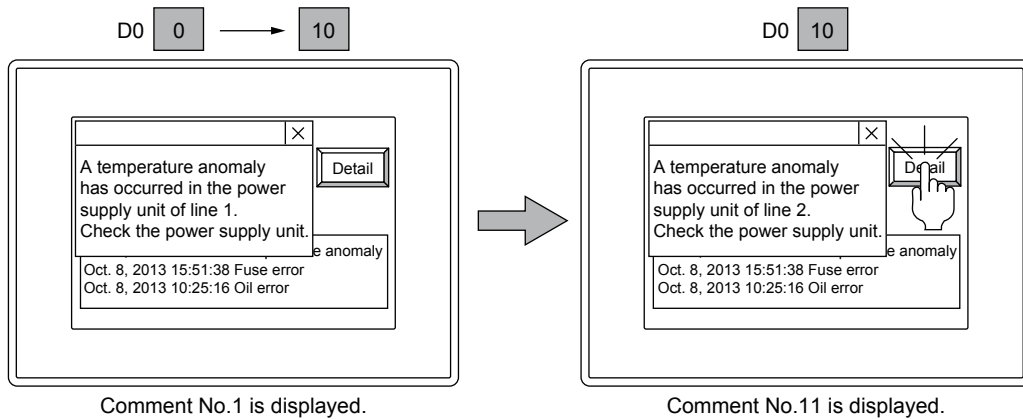 D0 0 10
A temperature anomaly
has occurred in the power
supply unit of line 1.
Check the power supply unit.
Detail
e anomaly
Oct. 8, 2013 15:51:38 Fuse error
Oct. 8, 2013 10:25:16 Oil error
Comment No.1 is displayed.
D0 10
A temperature anomaly
has occurred in the power
supply unit of line 2.
Check the power supply unit.
Detail
e anomaly
Oct. 8, 2013 15:51:38 Fuse error
Oct. 8, 2013 10:25:16 Oil error
Comment No.11 is displayed.